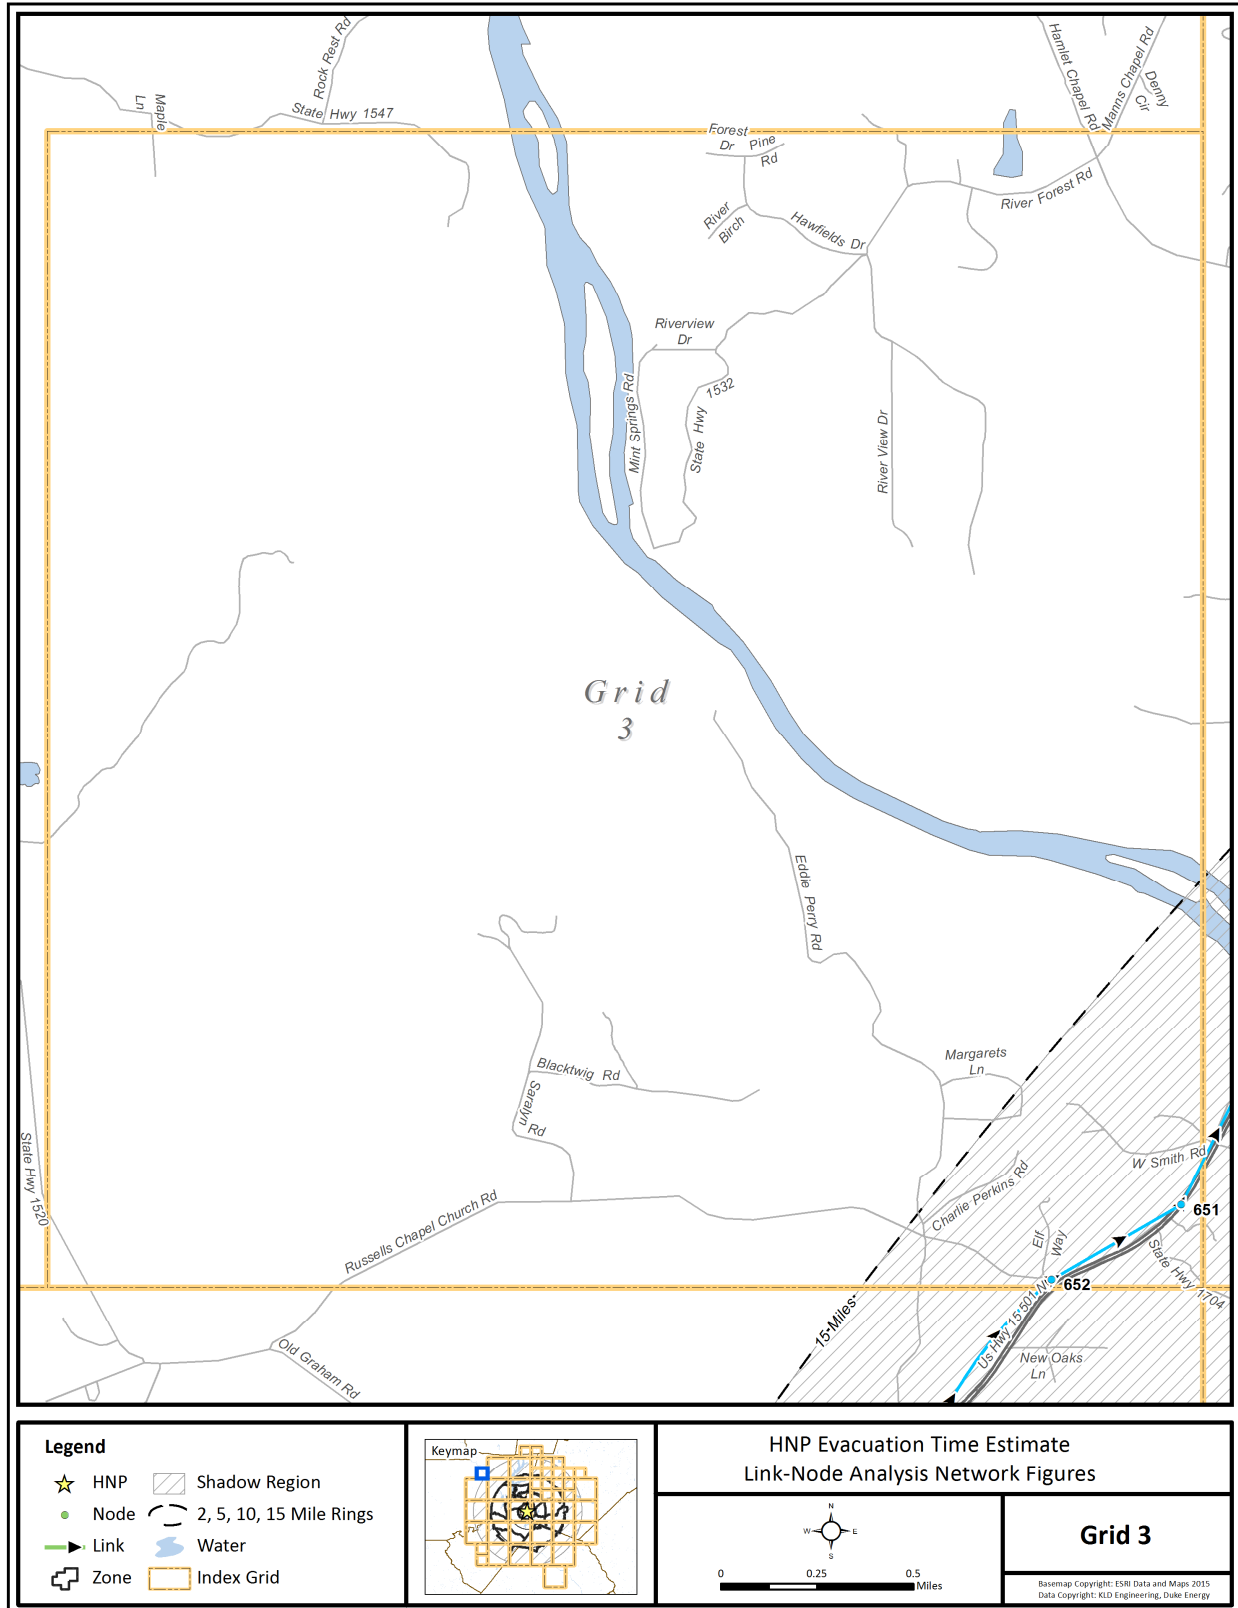 Rock Rest Rd
Maple
Ln
State Hwy 1547
Hamlet Chapel Rd
Manns Chapel Rd
Denny
Cir
Forest
Dr
Pine
Rd
River Forest Rd
River
Birch
Hawfields Dr
Riverview
Dr
Mint Springs Rd
State Hwy 1532
River View Dr
Grid
3
Eddie Perry Rd
Margarets
Ln
Blacktwig Rd
Saralyn
Rd
State Hwy 1520
W Smith Rd
Charlie Perkins Rd
651
Russells Chapel Church Rd
Elf
Way
State Hwy 1704
652
Us Hwy 15 501 N
15 Miles
New Oaks
Ln
Old Graham Rd
Legend
HNP
Shadow Region
Node
2, 5, 10, 15 Mile Rings
Link
Water
Zone
Index Grid
Keymap
HNP Evacuation Time Estimate
Link-Node Analysis Network Figures
N
W
E
S
0
0.25
0.5
Miles
Grid 3
Basemap Copyright: ESRI Data and Maps 2015
Data Copyright: KLD Engineering, Duke Energy